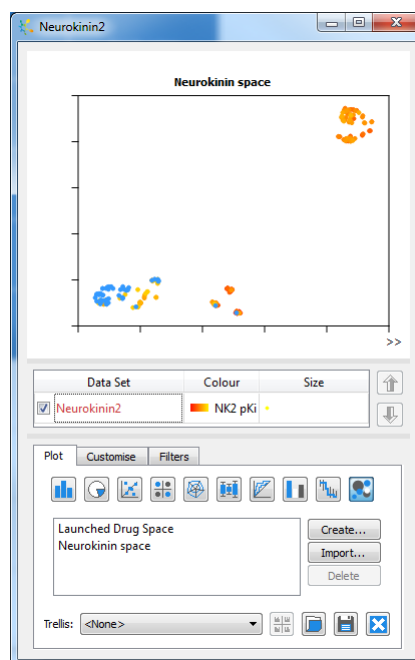 Neurokinin2
Neurokinin space
>>
Data Set Colour Size
Neurokinin2 NK2 pKi
Plot Customise Filters
Launched Drug Space
Neurokinin space
Create...
Import...
Delete
Trellis: <None>